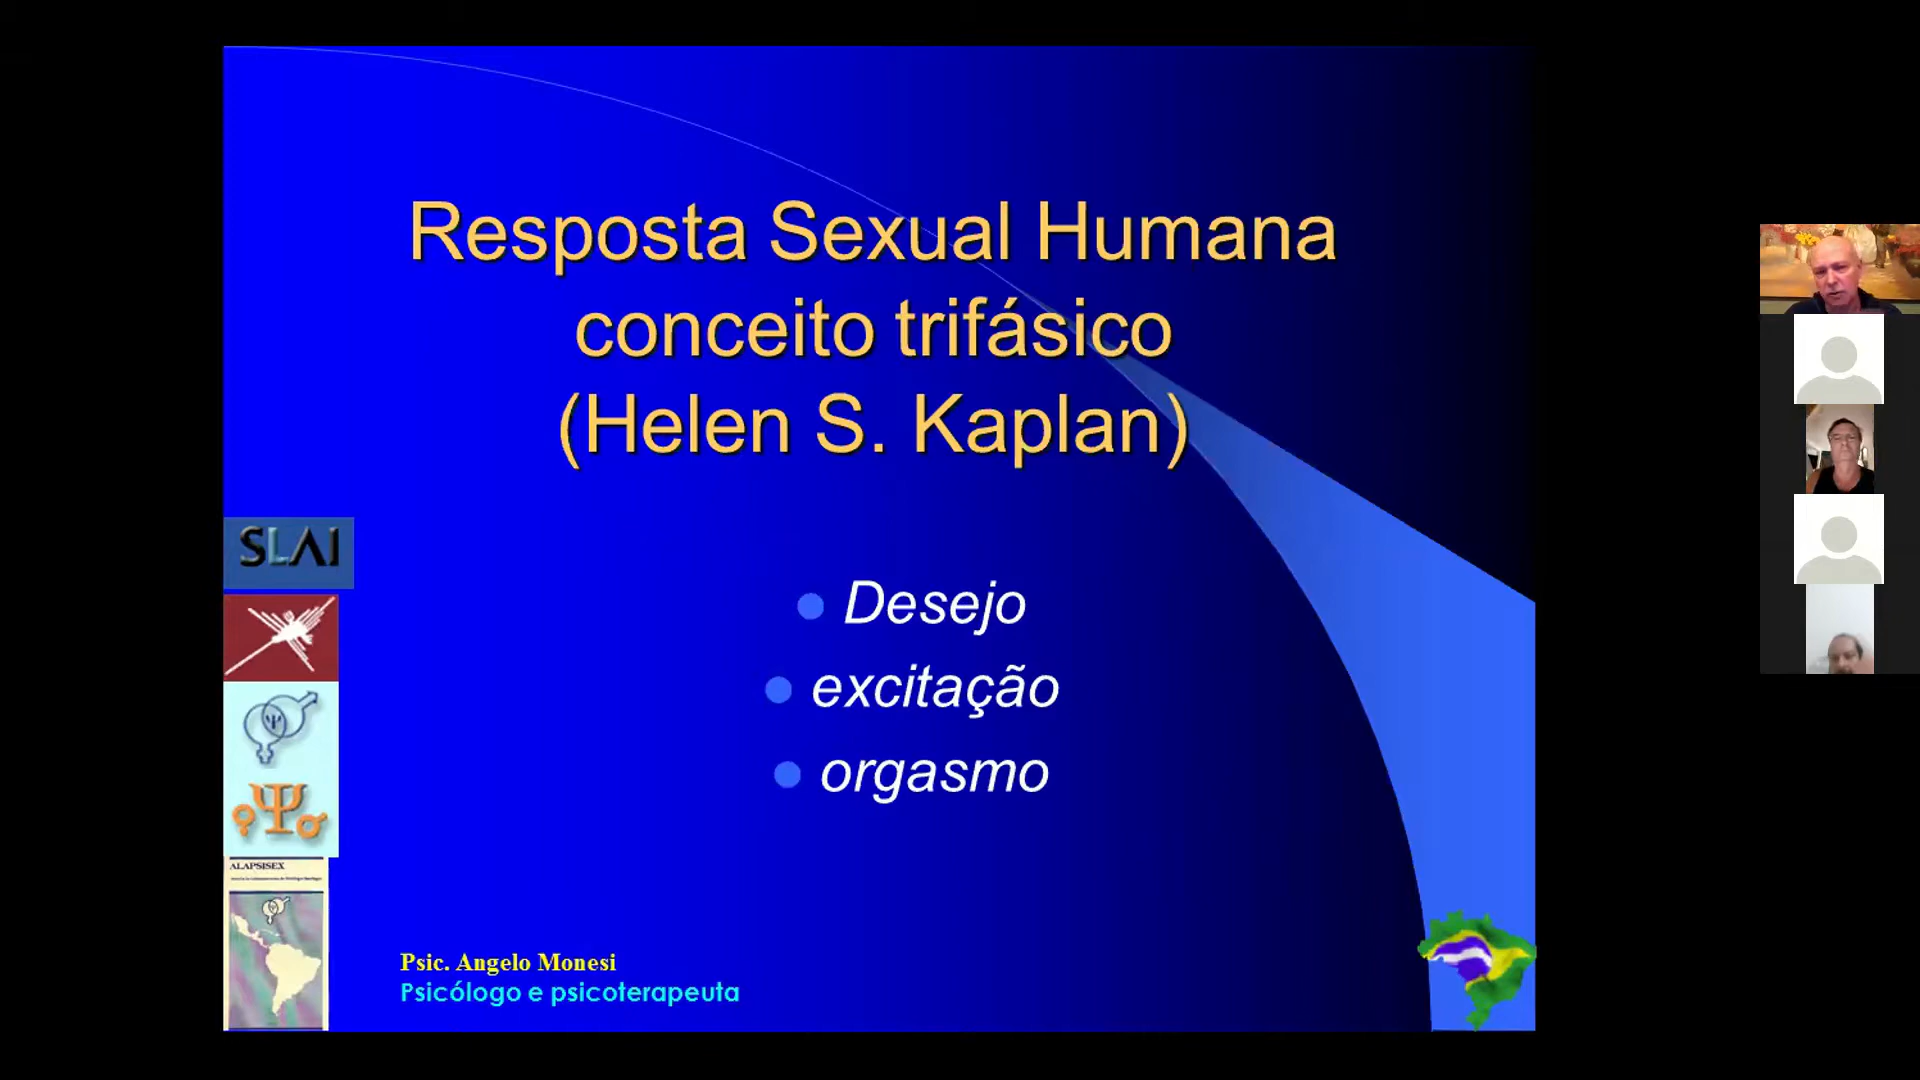 Resposta Sexual Humana
conceito trifásico
(Helen S. Kaplan)
SLAI
Desejo
excitação
orgasmo
ALAPSISEX
Psic. Angelo Monesi
Psicólogo e psicoterapeuta